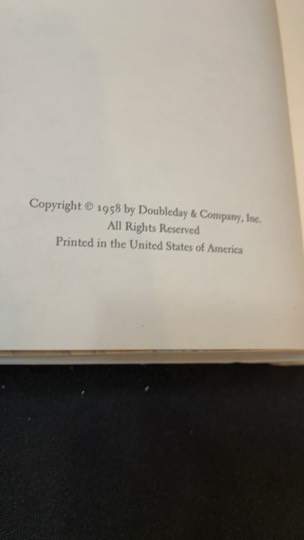 Copyright © 1958 by Doubleday & Company, Inc.
All Rights Reserved
Printed in the United States of America